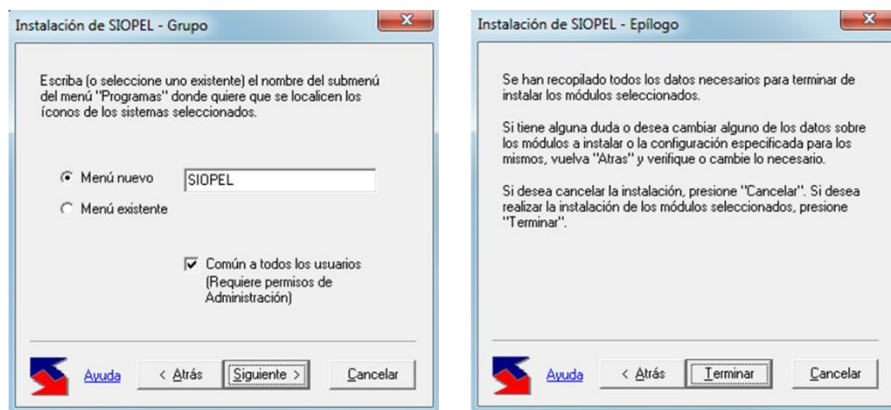 Instalación de SIOPEL - Grupo
Escriba (o seleccione uno existente) el nombre del submenú
del menú "Programas" donde quiere que se localicen los
íconos de los sistemas seleccionados.
Menú nuevo
SIOPEL
Menú existente
Común a todos los usuarios
(Requiere permisos de
Administración)
Ayuda
< Atrás
Siguiente >
Cancelar
Instalación de SIOPEL - Epílogo
Se han recopilado todos los datos necesarios para terminar de
instalar los módulos seleccionados.
Si tiene alguna duda o desea cambiar alguno de los datos sobre
los módulos a instalar o la configuración especificada para los
mismos, vuelva "Atras" y verifique o cambie lo necesario.
Si desea cancelar la instalación, presione "Cancelar". Si desea
realizar la instalación de los módulos seleccionados, presione
"Terminar".
Ayuda
< Atrás
Terminar
Cancelar